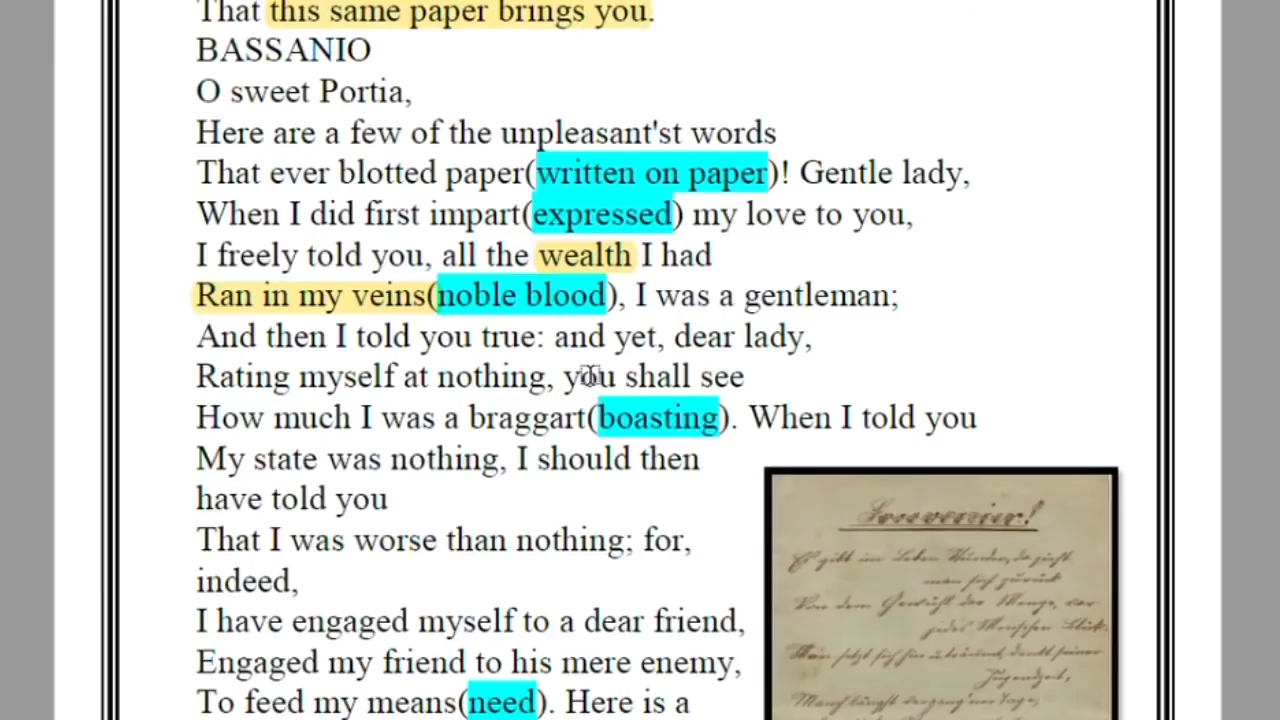 That this same paper brings you.
BASSANIO
O sweet Portia,
Here are a few of the unpleasant'st words
That ever blotted paper(written on paper)! Gentle lady,
When I did first impart(expressed) my love to you,
I freely told you, all the wealth I had
Ran in my veins(noble blood), I was a gentleman;
And then I told you true: and yet, dear lady,
Rating myself at nothing, you shall see
How much I was a braggart(boasting). When I told you
My state was nothing, I should then
have told you
That I was worse than nothing; for,
indeed,
I have engaged myself to a dear friend,
Engaged my friend to his mere enemy,
To feed my means(need). Here is a